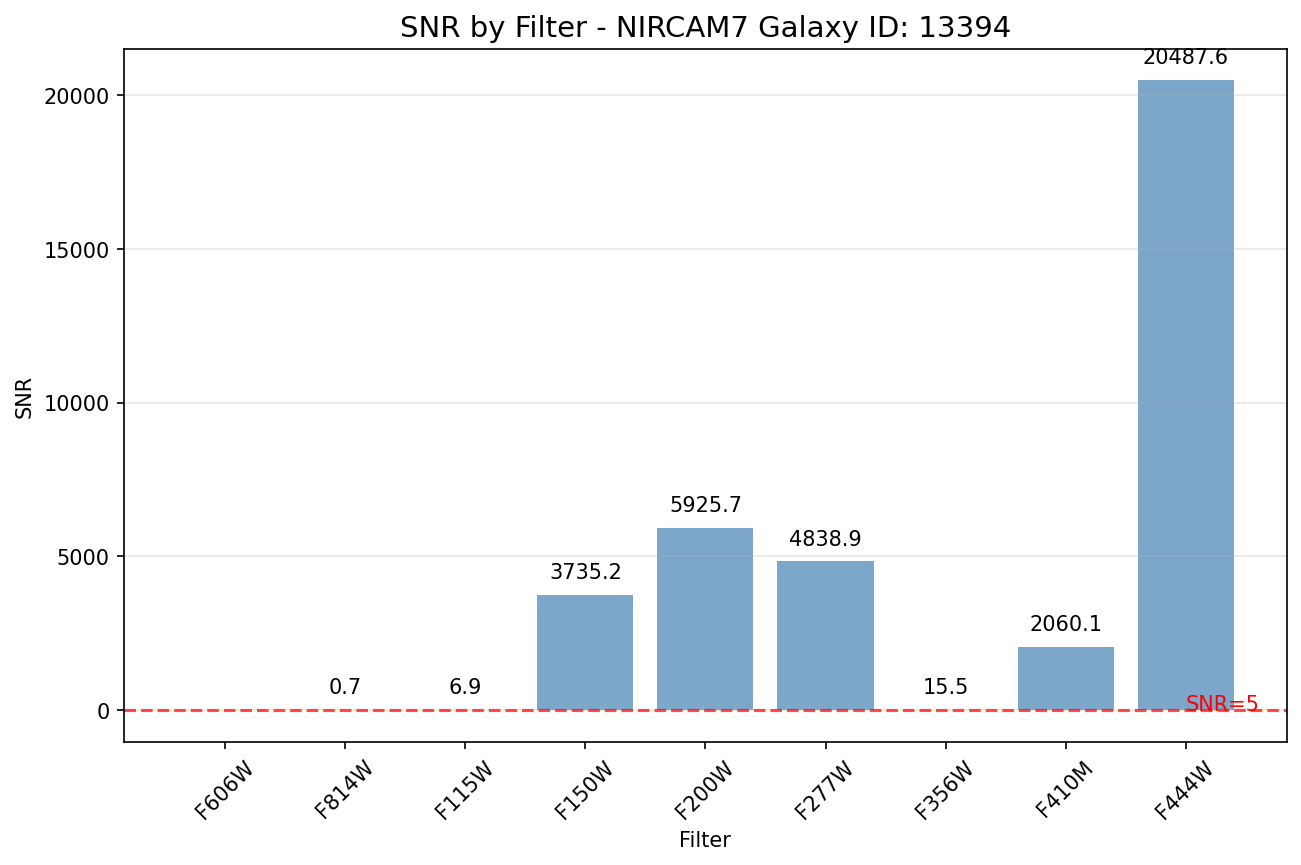 SNR by Filter - NIRCAM7 Galaxy ID: 13394
20487.6
20000
15000
10000
5925.7
5000
4838.9
3735.2
2060.1
0.7
6.9
15.5
SNR=5
0
SNR
F606W
F814W
F115W
F150W
F200W
F277W
F356W
F410M
F444W
Filter